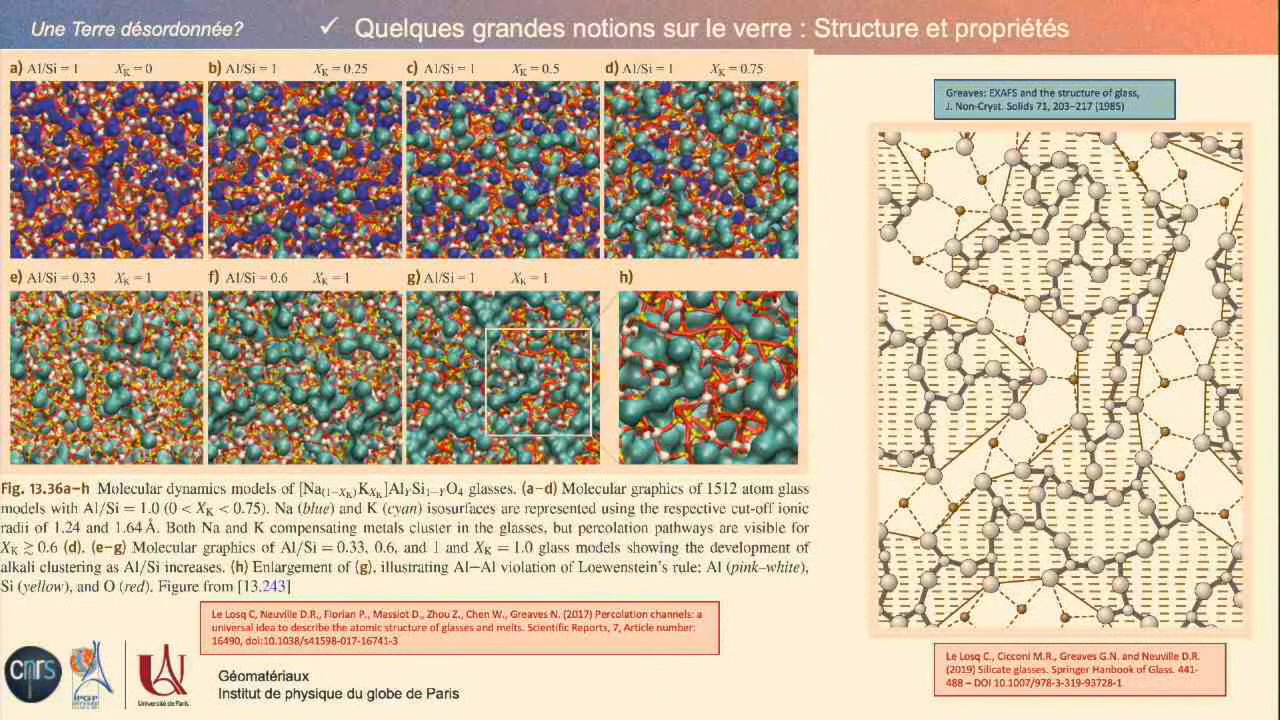 Une Terre désordonnée?
✓ Quelques grandes notions sur le verre : Structure et propriétés
a) Al/Si = 1 X_K = 0
b) Al/Si = 1 X_K = 0.25
c) Al/Si = 1 X_K = 0.5
d) Al/Si = 1 X_K = 0.75
e) Al/Si = 0.33 X_K = 1
f) Al/Si = 0.6 X_K = 1
g) Al/Si = 1 X_K = 1
h)
Fig. 13.36a–h Molecular dynamics models of [Na(1−X_K)K_X_K]Al_YSi_1−YO_4 glasses. (a–d) Molecular graphics of 1512 atom glass
models with Al/Si = 1.0 (0 < X_K < 0.75). Na (blue) and K (cyan) isosurfaces are represented using the respective cut-off ionic
radii of 1.24 and 1.64 Å. Both Na and K compensating metals cluster in the glasses, but percolation pathways are visible for
X_K ≳ 0.6 (d). (e–g) Molecular graphics of Al/Si = 0.33, 0.6, and 1 and X_K = 1.0 glass models showing the development of
alkali clustering as Al/Si increases. (h) Enlargement of (g), illustrating Al–Al violation of Loewenstein's rule: Al (pink–white),
Si (yellow), and O (red). Figure from [13.243]
Le Losq C, Neuville D.R., Florian P., Massiot D., Zhou Z., Chen W., Greaves N. (2017) Percolation channels: a
universal idea to describe the atomic structure of glasses and melts. Scientific Reports, 7, Article number:
16490, doi:10.1038/s41598-017-16741-3
Greaves: EXAFS and the structure of glass,
J. Non-Cryst. Solids 71, 203–217 (1985)
Le Losq C., Cicconi M.R., Greaves G.N. and Neuville D.R.
(2019) Silicate glasses. Springer Hanbook of Glass. 441-
488 – DOI 10.1007/978-3-319-93728-1
cnrs
IPGP
Université de Paris
Géomatériaux
Institut de physique du globe de Paris